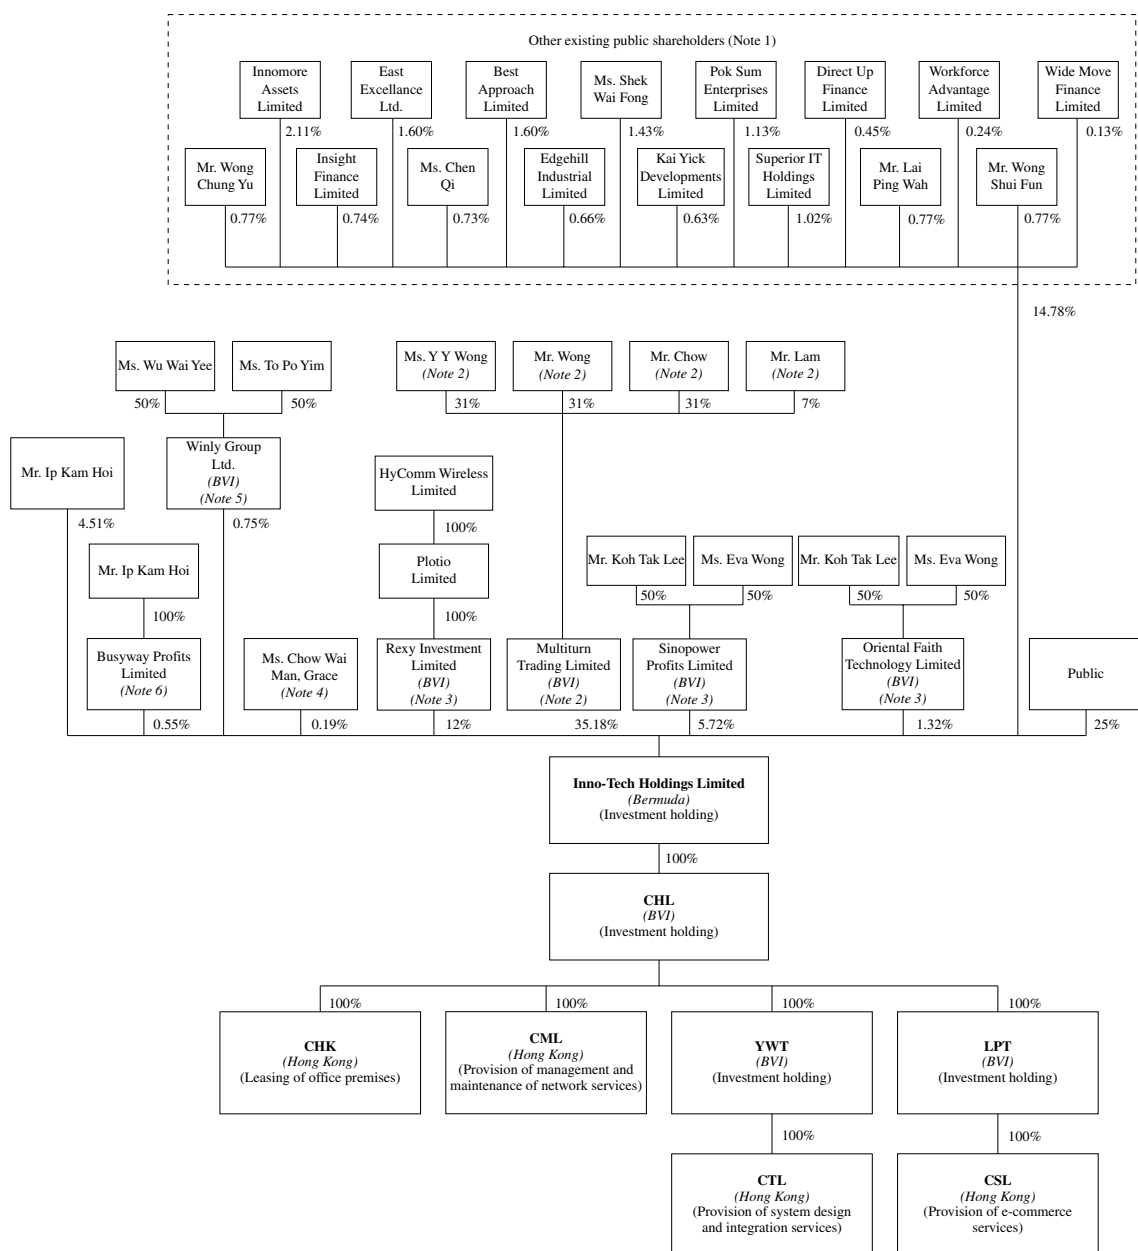 Other existing public shareholders (Note 1)
Innomore
Assets
Limited
East
Excellance
Ltd.
Best
Approach
Limited
Ms. Shek
Wai Fong
Pok Sum
Enterprises
Limited
Direct Up
Finance
Limited
Workforce
Advantage
Limited
Wide Move
Finance
Limited
2.11%
1.60%
1.60%
1.43%
1.13%
0.45%
0.24%
0.13%
Mr. Wong
Chung Yu
Insight
Finance
Limited
Ms. Chen
Qi
Edgehill
Industrial
Limited
Kai Yick
Developments
Limited
Superior IT
Holdings
Limited
Mr. Lai
Ping Wah
Mr. Wong
Shui Fun
0.77%
0.74%
0.73%
0.66%
0.63%
1.02%
0.77%
0.77%
14.78%
Ms. Wu Wai Yee
Ms. To Po Yim
Ms. Y Y Wong
(Note 2)
Mr. Wong
(Note 2)
Mr. Chow
(Note 2)
Mr. Lam
(Note 2)
50%
50%
31%
31%
31%
7%
Mr. Ip Kam Hoi
Winly Group
Ltd.
(BVI)
(Note 5)
HyComm Wireless
Limited
4.51%
0.75%
100%
Mr. Ip Kam Hoi
Plotio
Limited
Mr. Koh Tak Lee
Ms. Eva Wong
Mr. Koh Tak Lee
Ms. Eva Wong
100%
100%
50%
50%
50%
50%
Busyway Profits
Limited
(Note 6)
Ms. Chow Wai
Man, Grace
(Note 4)
Rexy Investment
Limited
(BVI)
(Note 3)
Multiturn
Trading Limited
(BVI)
(Note 2)
Sinopower
Profits Limited
(BVI)
(Note 3)
Oriental Faith
Technology Limited
(BVI)
(Note 3)
Public
0.55%
0.19%
12%
35.18%
5.72%
1.32%
25%
Inno-Tech Holdings Limited
(Bermuda)
(Investment holding)
100%
CHL
(BVI)
(Investment holding)
100%
100%
100%
100%
CHK
(Hong Kong)
(Leasing of office premises)
CML
(Hong Kong)
(Provision of management and
maintenance of network services)
YWT
(BVI)
(Investment holding)
LPT
(BVI)
(Investment holding)
100%
100%
CTL
(Hong Kong)
(Provision of system design
and integration services)
CSL
(Hong Kong)
(Provision of e-commerce
services)